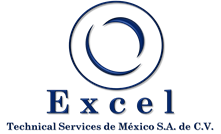 Excel
Technical Services de México S.A. de C.V.